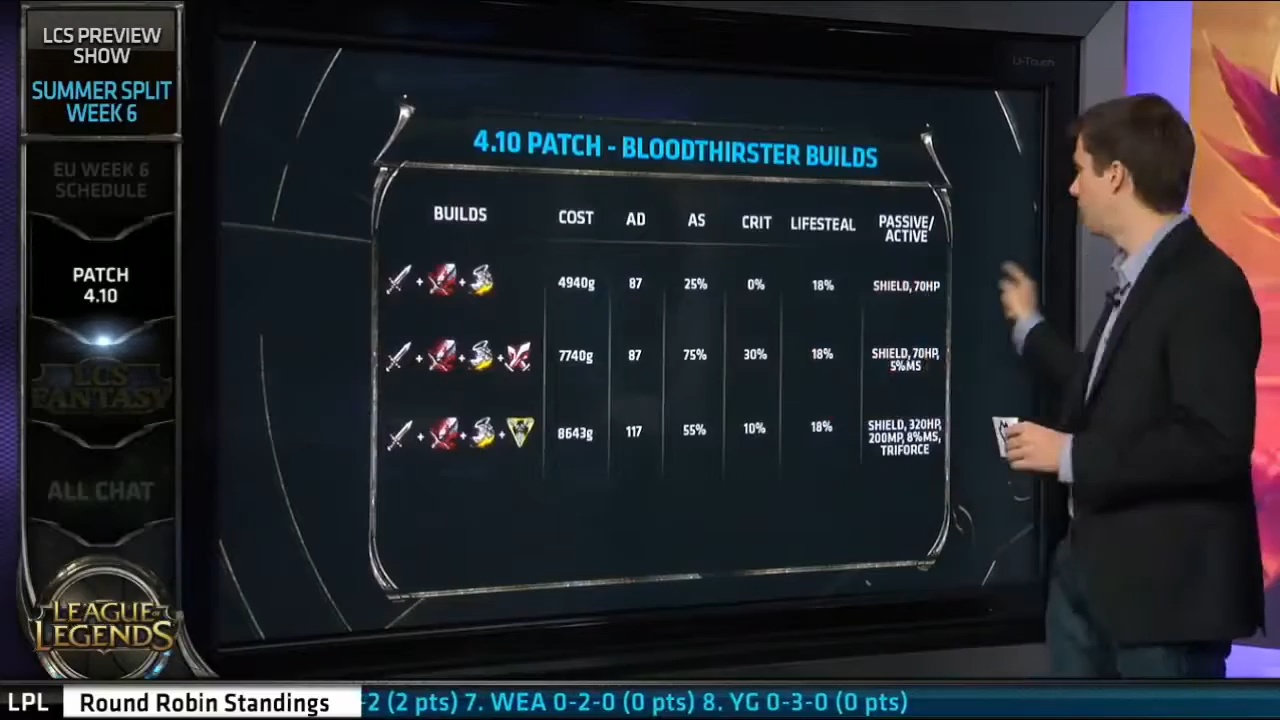 LCS PREVIEW
SHOW
SUMMER SPLIT
WEEK 6
EU WEEK 6
SCHEDULE
PATCH
4.10
LCS
FANTASY
ALL CHAT
LEAGUE OF
LEGENDS
U-Touch
4.10 PATCH - BLOODTHIRSTER BUILDS
BUILDS COST AD AS CRIT LIFESTEAL PASSIVE/
ACTIVE
+ + 4940g 87 25% 0% 18% SHIELD, 70HP
+ + + 7740g 87 75% 30% 18% SHIELD, 70HP,
5%MS
+ + + 8643g 117 55% 10% 18% SHIELD, 320HP,
200MP, 8%MS,
TRIFORCE
LPL Round Robin Standings -2 (2 pts) 7. WEA 0-2-0 (0 pts) 8. YG 0-3-0 (0 pts)